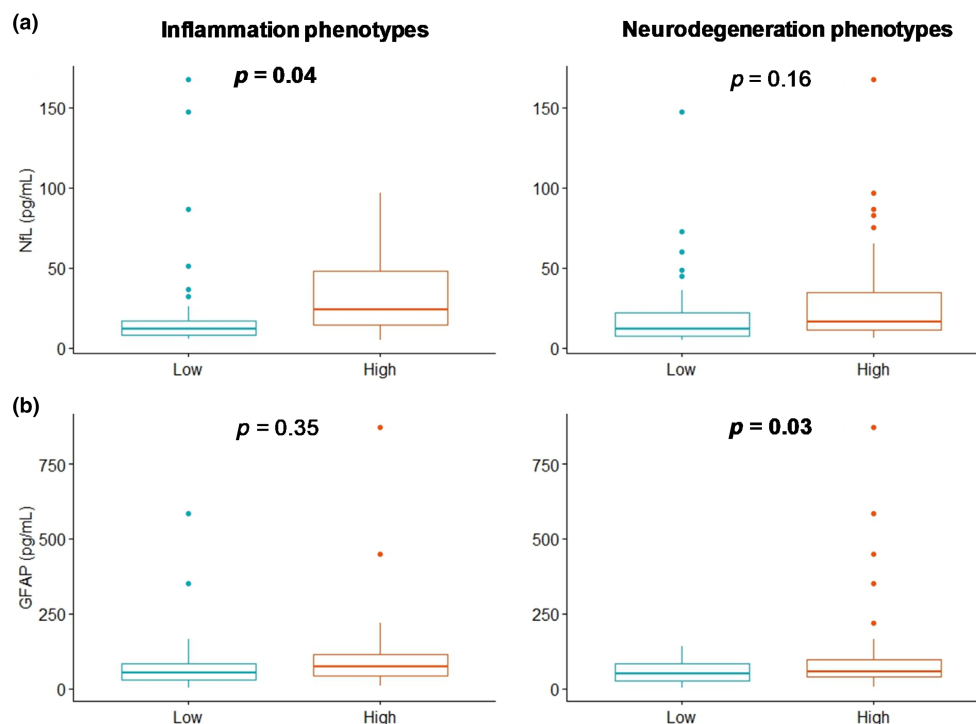 (a)
Inflammation phenotypes
Neurodegeneration phenotypes
p = 0.04
p = 0.16
NfL (pg/mL)
150
100
50
0
Low
High
150
100
50
0
Low
High
(b)
p = 0.35
p = 0.03
GFAP (pg/mL)
750
500
250
0
Low
High
750
500
250
0
Low
High